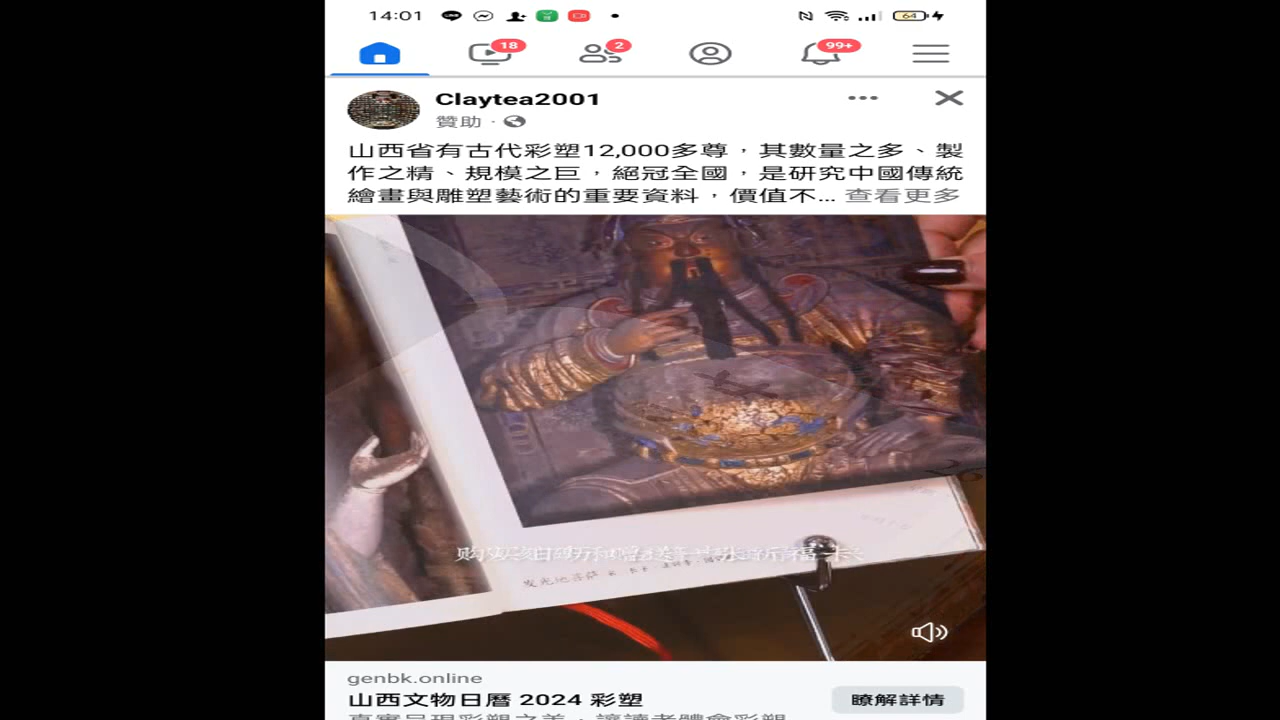 14:01
64
18
2
99+
Claytea2001
贊助
山西省有古代彩塑12,000多尊，其數量之多、製
作之精、規模之巨，絕冠全國，是研究中國傳統
繪畫與雕塑藝術的重要資料，價值不... 查看更多
genbk.online
山西文物日曆 2024 彩塑
瞭解詳情